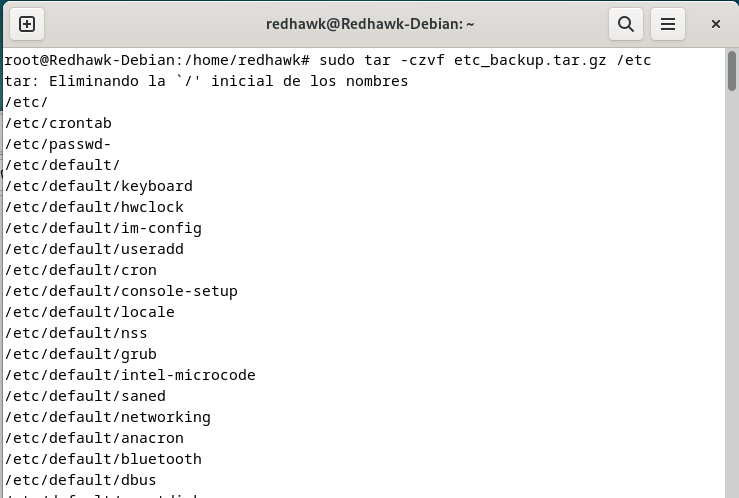 redhawk@Redhawk-Debian: ~
root@Redhawk-Debian:/home/redhawk# sudo tar -czvf etc_backup.tar.gz /etc
tar: Eliminando la `/' inicial de los nombres
/etc/
/etc/crontab
/etc/passwd-
/etc/default/
/etc/default/keyboard
/etc/default/hwclock
/etc/default/im-config
/etc/default/useradd
/etc/default/cron
/etc/default/console-setup
/etc/default/locale
/etc/default/nss
/etc/default/grub
/etc/default/intel-microcode
/etc/default/saned
/etc/default/networking
/etc/default/anacron
/etc/default/bluetooth
/etc/default/dbus